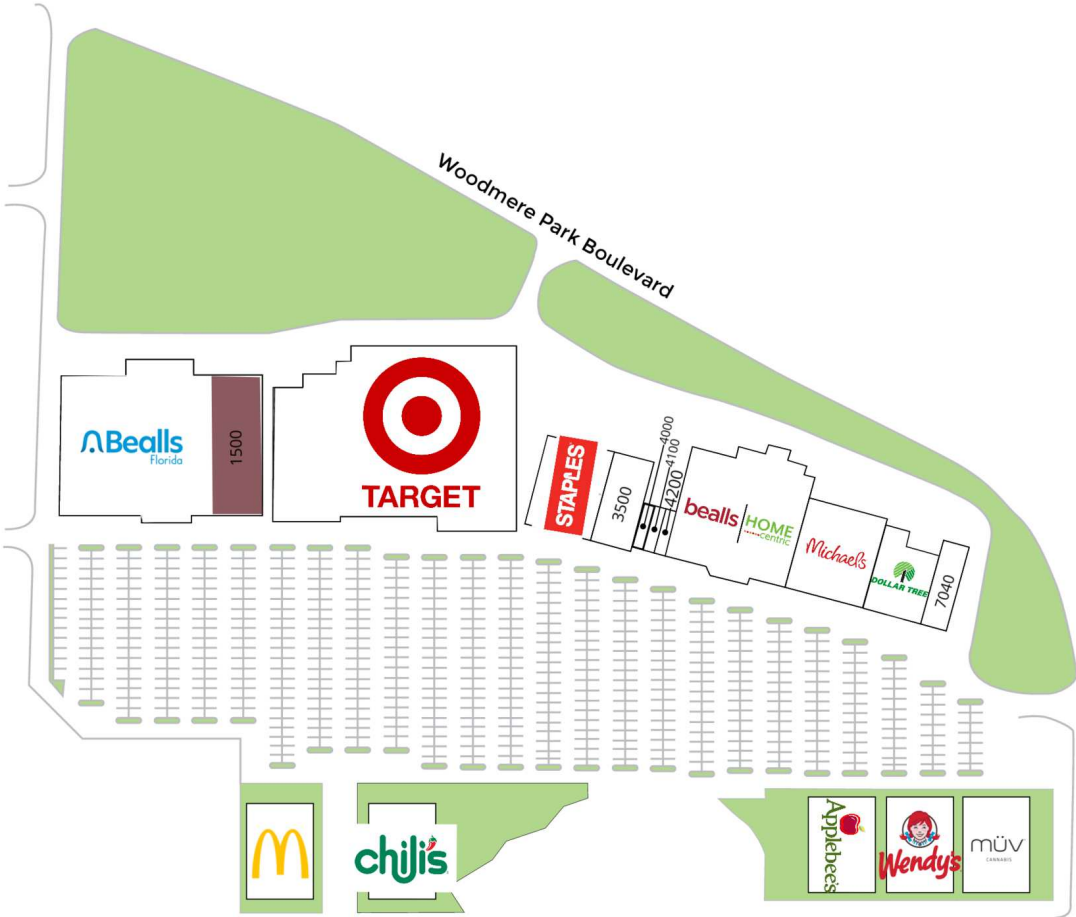 Woodmere Park Boulevard
Bealls
Florida
1500
TARGET
STAPLES
3500
4000
4100
4200
bealls
HOME
centric
Michaels
DOLLAR TREE
7040
chili's
Applebee's
Wendy's
müv
CANNABIS